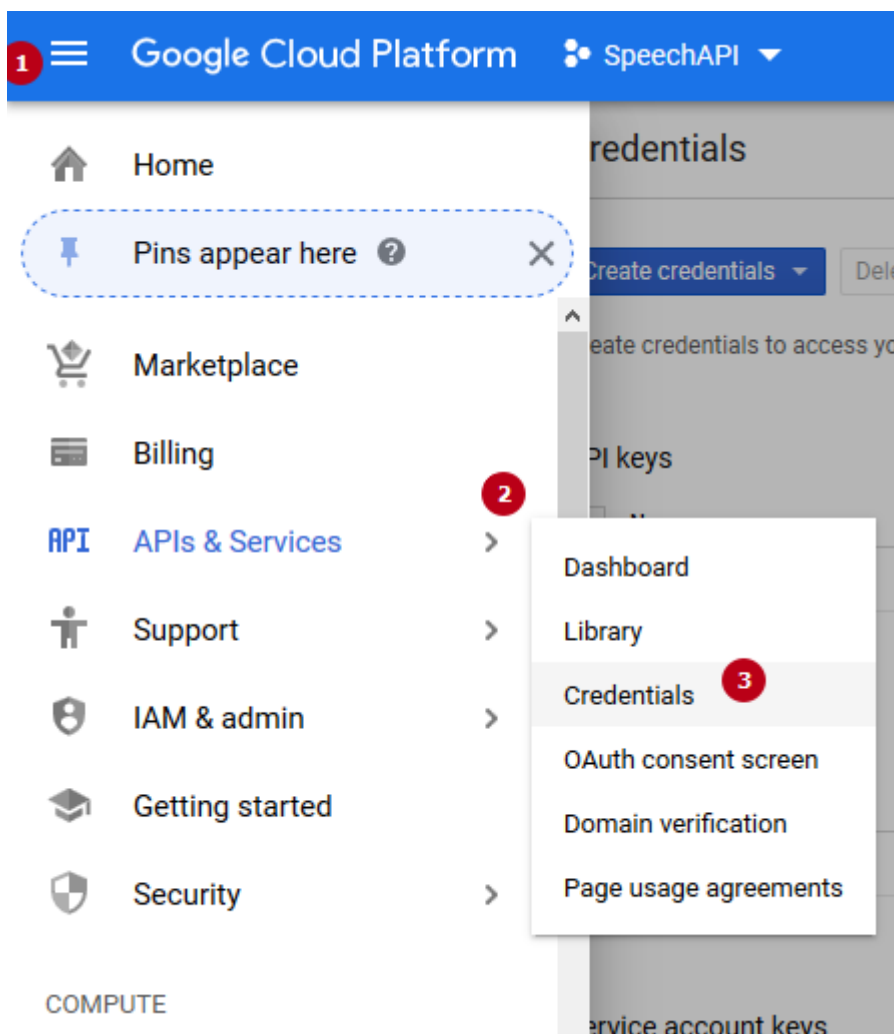 1 Google Cloud Platform SpeechAPI
Home
redentials
Pins appear here ?
Create credentials
Dele
eate credentials to access yo
Marketplace
Billing
PI keys
2
API APIs & Services
Dashboard
Support
Library
Credentials 3
IAM & admin
OAuth consent screen
Getting started
Domain verification
Security
Page usage agreements
COMPUTE
ervice account keys